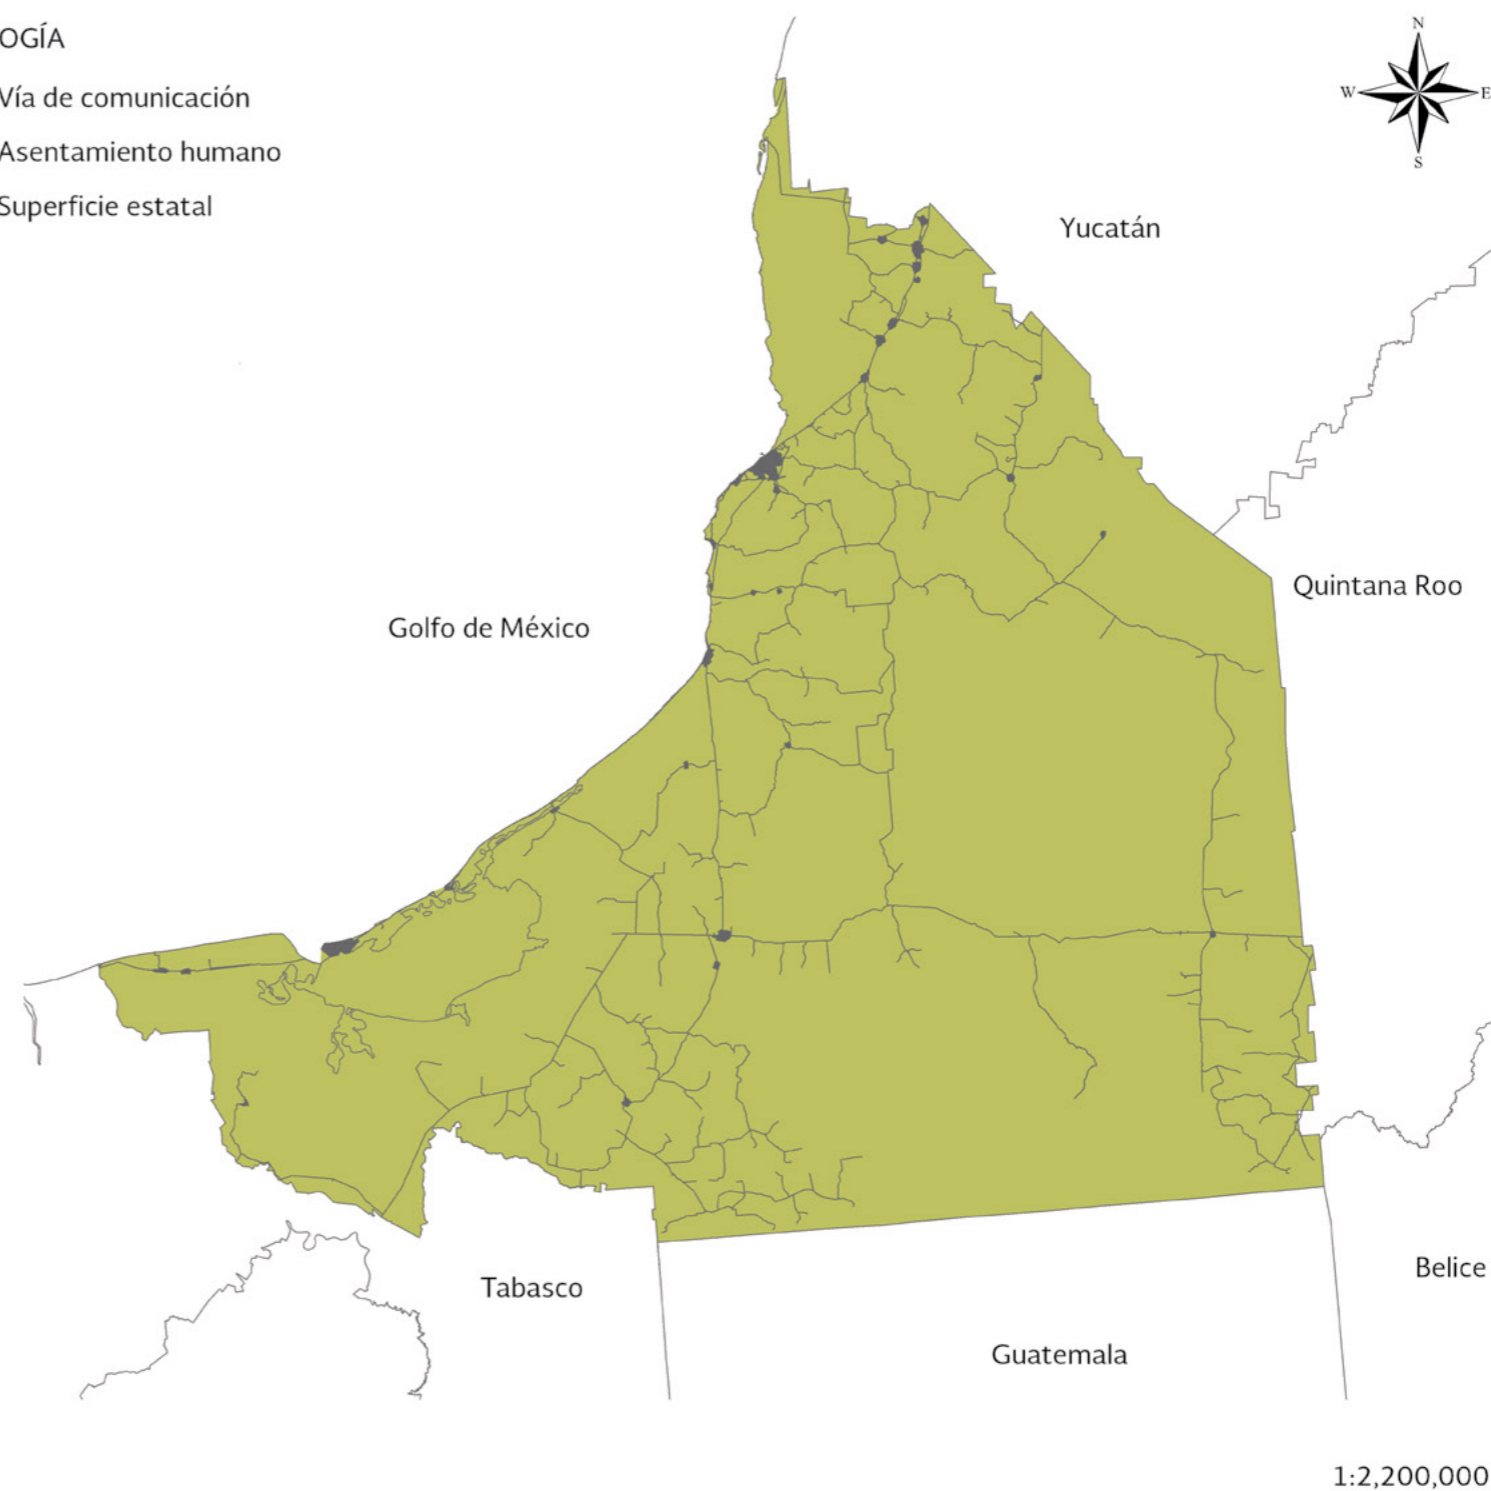 OGÍA
Vía de comunicación
Asentamiento humano
Superficie estatal
N
W
E
S
Yucatán
Quintana Roo
Golfo de México
Tabasco
Belice
Guatemala
1:2,200,000